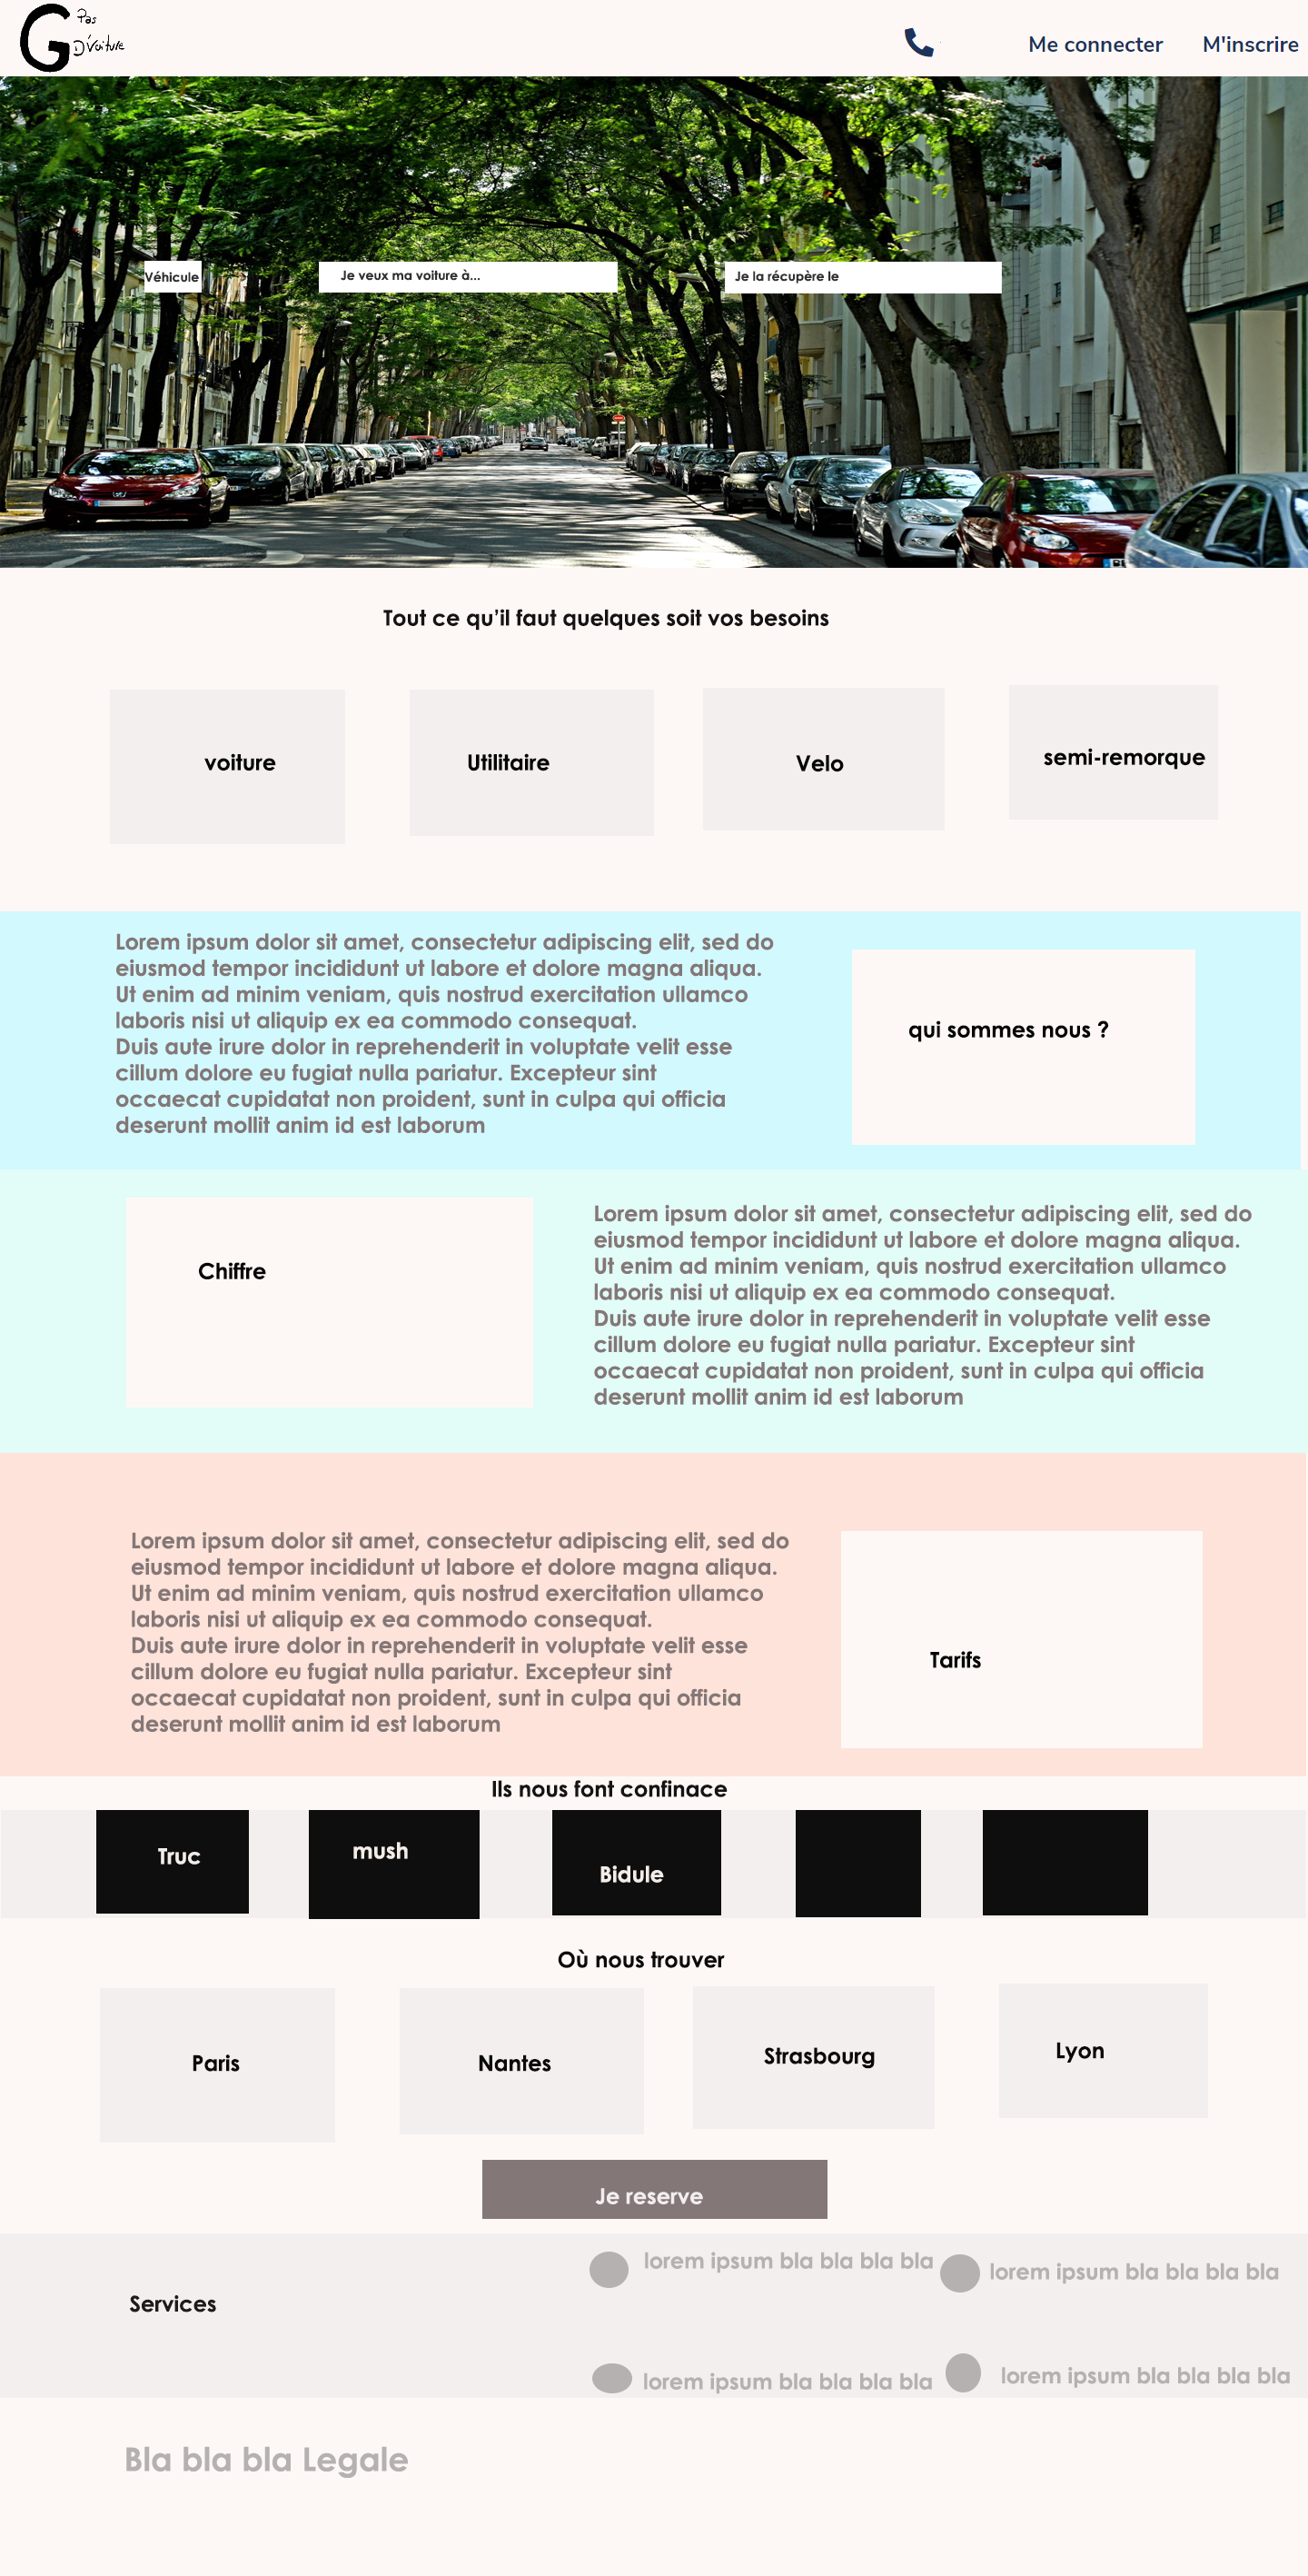 G Pas
D'Voiture
Me connecter M'inscrire
Véhicule Je veux ma voiture à... Je la récupère le
Tout ce qu'il faut quelques soit vos besoins
voiture Utilitaire Velo semi-remorque
Lorem ipsum dolor sit amet, consectetur adipiscing elit, sed do
eiusmod tempor incididunt ut labore et dolore magna aliqua.
Ut enim ad minim veniam, quis nostrud exercitation ullamco
laboris nisi ut aliquip ex ea commodo consequat.
Duis aute irure dolor in reprehenderit in voluptate velit esse
cillum dolore eu fugiat nulla pariatur. Excepteur sint
occaecat cupidatat non proident, sunt in culpa qui officia
deserunt mollit anim id est laborum
qui sommes nous ?
Chiffre
Lorem ipsum dolor sit amet, consectetur adipiscing elit, sed do
eiusmod tempor incididunt ut labore et dolore magna aliqua.
Ut enim ad minim veniam, quis nostrud exercitation ullamco
laboris nisi ut aliquip ex ea commodo consequat.
Duis aute irure dolor in reprehenderit in voluptate velit esse
cillum dolore eu fugiat nulla pariatur. Excepteur sint
occaecat cupidatat non proident, sunt in culpa qui officia
deserunt mollit anim id est laborum
Lorem ipsum dolor sit amet, consectetur adipiscing elit, sed do
eiusmod tempor incididunt ut labore et dolore magna aliqua.
Ut enim ad minim veniam, quis nostrud exercitation ullamco
laboris nisi ut aliquip ex ea commodo consequat.
Duis aute irure dolor in reprehenderit in voluptate velit esse
cillum dolore eu fugiat nulla pariatur. Excepteur sint
occaecat cupidatat non proident, sunt in culpa qui officia
deserunt mollit anim id est laborum
Tarifs
Ils nous font confinace
Truc mush Bidule
Où nous trouver
Paris Nantes Strasbourg Lyon
Je reserve
Services
lorem ipsum bla bla bla bla lorem ipsum bla bla bla bla
lorem ipsum bla bla bla bla lorem ipsum bla bla bla bla
Bla bla bla Legale